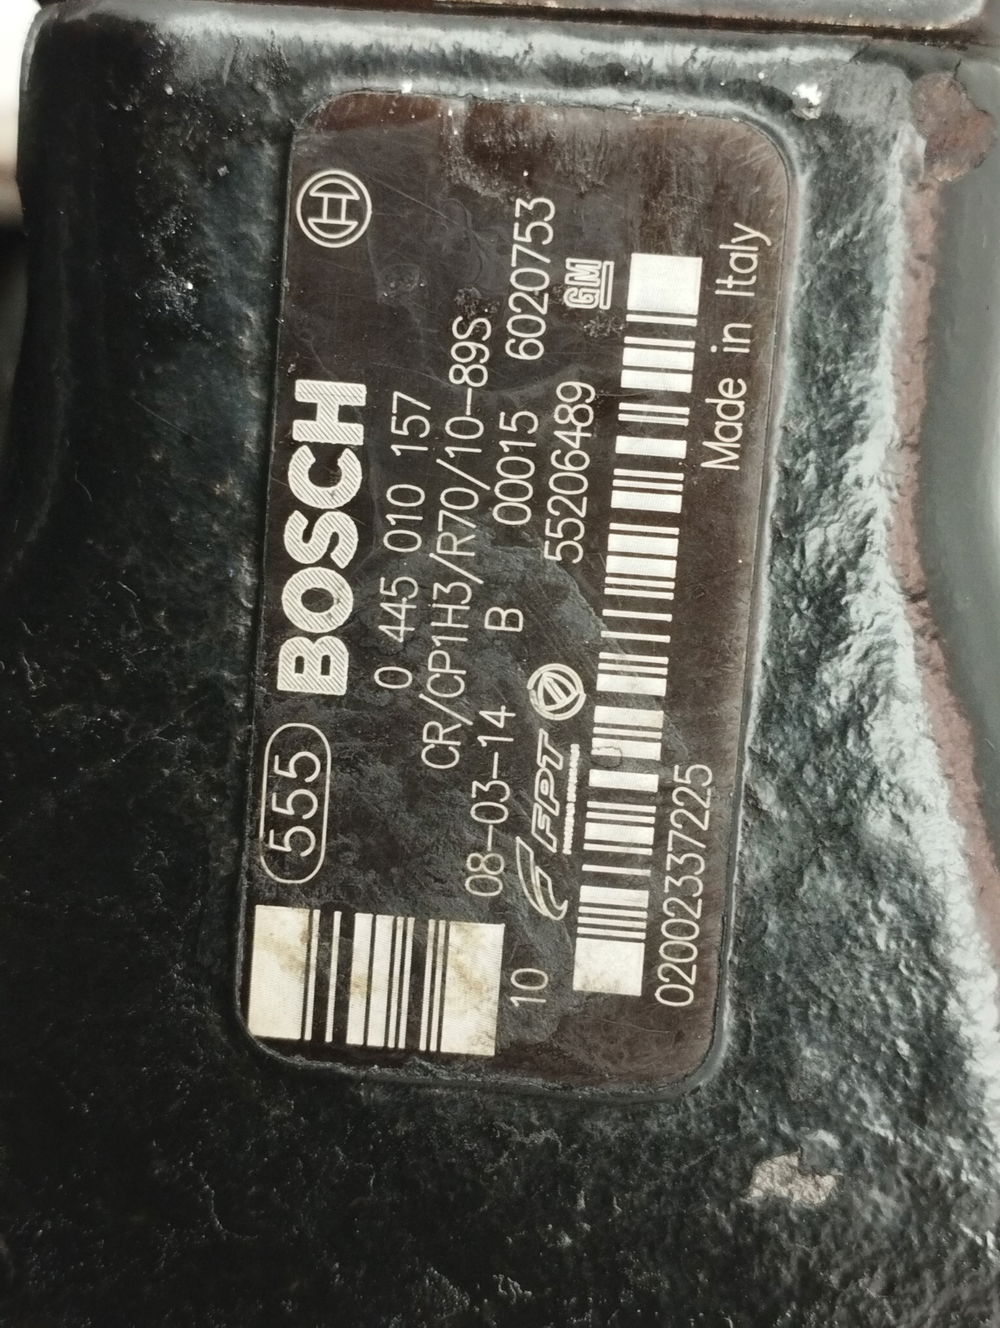 555 BOSCH
0 445 010 157
CR/CP1H3/R70/10-89S
08-03-14 B 00015 6020753
FPT 55206489 GM
10
02002337225 Made in Italy